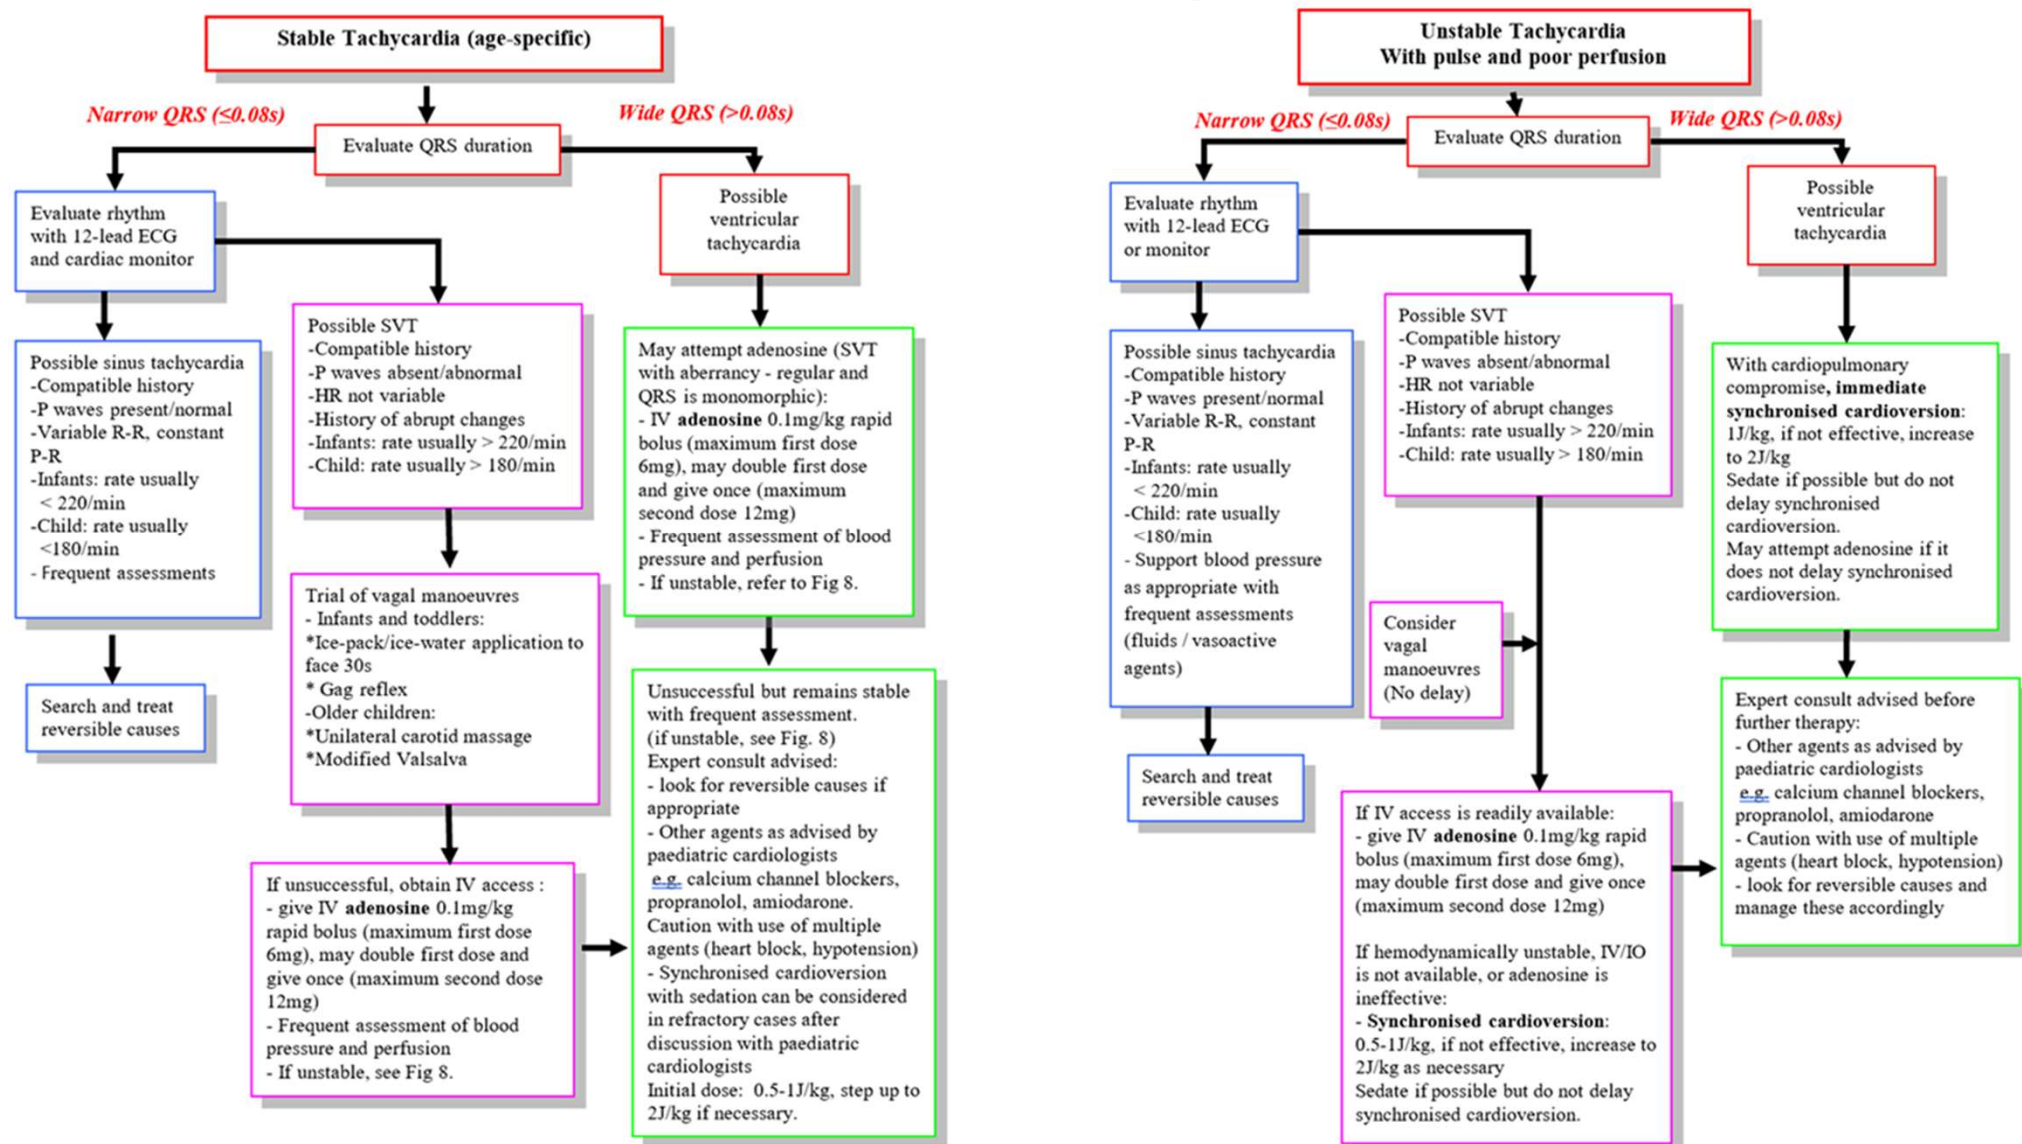 Stable Tachycardia (age-specific)
Narrow QRS (≤0.08s)
Wide QRS (>0.08s)
Evaluate QRS duration
Evaluate rhythm
with 12-lead ECG
and cardiac monitor
Possible
ventricular
tachycardia
Possible sinus tachycardia
-Compatible history
-P waves present/normal
-Variable R-R, constant
P-R
-Infants: rate usually
< 220/min
-Child: rate usually
<180/min
- Frequent assessments
Search and treat
reversible causes
Possible SVT
-Compatible history
-P waves absent/abnormal
-HR not variable
-History of abrupt changes
-Infants: rate usually > 220/min
-Child: rate usually > 180/min
Trial of vagal manoeuvres
- Infants and toddlers:
*Ice-pack/ice-water application to
face 30s
* Gag reflex
-Older children:
*Unilateral carotid massage
*Modified Valsalva
If unsuccessful, obtain IV access :
- give IV adenosine 0.1mg/kg
rapid bolus (maximum first dose
6mg), may double first dose and
give once (maximum second dose
12mg)
- Frequent assessment of blood
pressure and perfusion
- If unstable, see Fig 8.
May attempt adenosine (SVT
with aberrancy - regular and
QRS is monomorphic):
- IV adenosine 0.1mg/kg rapid
bolus (maximum first dose
6mg), may double first dose
and give once (maximum
second dose 12mg)
- Frequent assessment of blood
pressure and perfusion
- If unstable, refer to Fig 8.
Unsuccessful but remains stable
with frequent assessment.
(if unstable, see Fig. 8)
Expert consult advised:
- look for reversible causes if
appropriate
- Other agents as advised by
paediatric cardiologists
e.g. calcium channel blockers,
propranolol, amiodarone.
Caution with use of multiple
agents (heart block, hypotension)
- Synchronised cardioversion
with sedation can be considered
in refractory cases after
discussion with paediatric
cardiologists
Initial dose: 0.5-1J/kg, step up to
2J/kg if necessary.
Unstable Tachycardia
With pulse and poor perfusion
Narrow QRS (≤0.08s)
Wide QRS (>0.08s)
Evaluate QRS duration
Evaluate rhythm
with 12-lead ECG
or monitor
Possible
ventricular
tachycardia
Possible sinus tachycardia
-Compatible history
-P waves present/normal
-Variable R-R, constant
P-R
-Infants: rate usually
< 220/min
-Child: rate usually
<180/min
- Support blood pressure
as appropriate with
frequent assessments
(fluids / vasoactive
agents)
Search and treat
reversible causes
Possible SVT
-Compatible history
-P waves absent/abnormal
-HR not variable
-History of abrupt changes
-Infants: rate usually > 220/min
-Child: rate usually > 180/min
Consider
vagal
manoeuvres
(No delay)
If IV access is readily available:
- give IV adenosine 0.1mg/kg rapid
bolus (maximum first dose 6mg),
may double first dose and give once
(maximum second dose 12mg)
If hemodynamically unstable, IV/IO
is not available, or adenosine is
ineffective:
- Synchronised cardioversion:
0.5-1J/kg, if not effective, increase to
2J/kg as necessary
Sedate if possible but do not delay
synchronised cardioversion.
With cardiopulmonary
compromise, immediate
synchronised cardioversion:
1J/kg, if not effective, increase
to 2J/kg
Sedate if possible but do not
delay synchronised
cardioversion.
May attempt adenosine if it
does not delay synchronised
cardioversion.
Expert consult advised before
further therapy:
- Other agents as advised by
paediatric cardiologists
e.g. calcium channel blockers,
propranolol, amiodarone
- Caution with use of multiple
agents (heart block, hypotension)
- look for reversible causes and
manage these accordingly